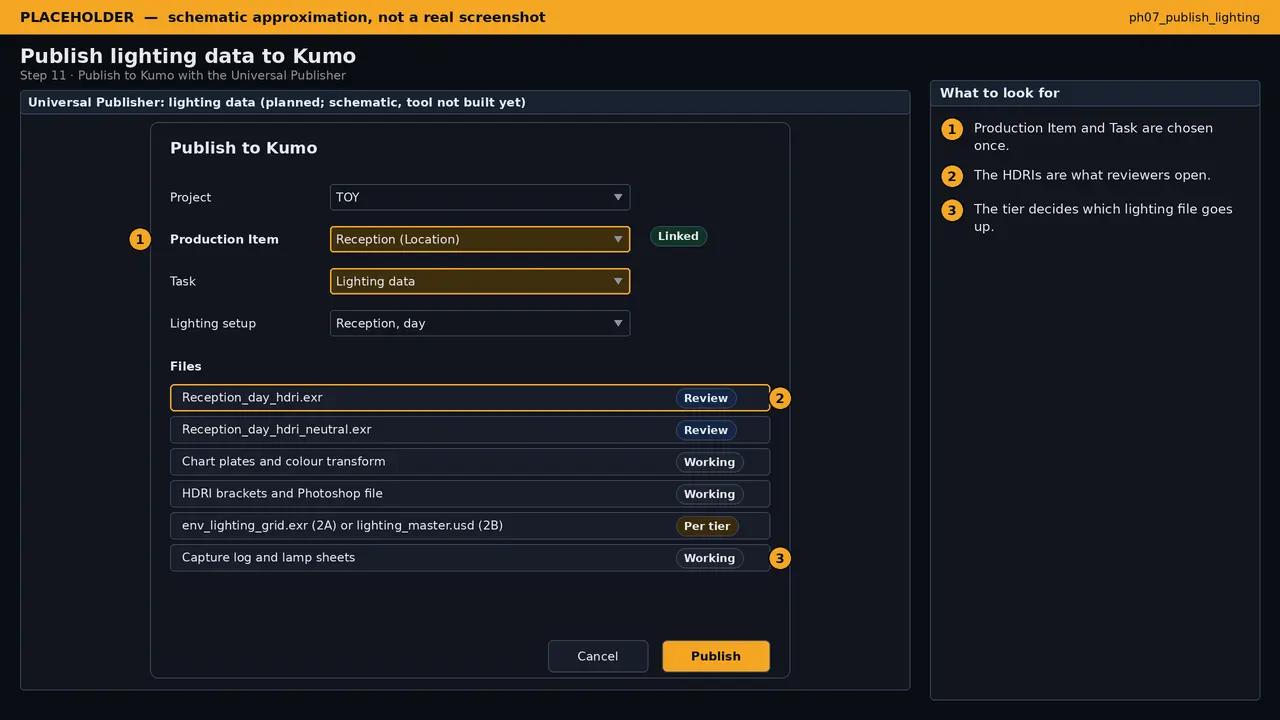 PLACEHOLDER — schematic approximation, not a real screenshot
ph07_publish_lighting
Publish lighting data to Kumo
Step 11 · Publish to Kumo with the Universal Publisher
Universal Publisher: lighting data (planned; schematic, tool not built yet)
Publish to Kumo
Project
TOY
1
Production Item
Reception (Location)
Linked
Task
Lighting data
Lighting setup
Reception, day
Files
Reception_day_hdri.exr
Review
2
Reception_day_hdri_neutral.exr
Review
Chart plates and colour transform
Working
HDRI brackets and Photoshop file
Working
env_lighting_grid.exr (2A) or lighting_master.usd (2B)
Per tier
Capture log and lamp sheets
Working
3
Cancel
Publish
What to look for
1
Production Item and Task are chosen
once.
2
The HDRIs are what reviewers open.
3
The tier decides which lighting file goes
up.